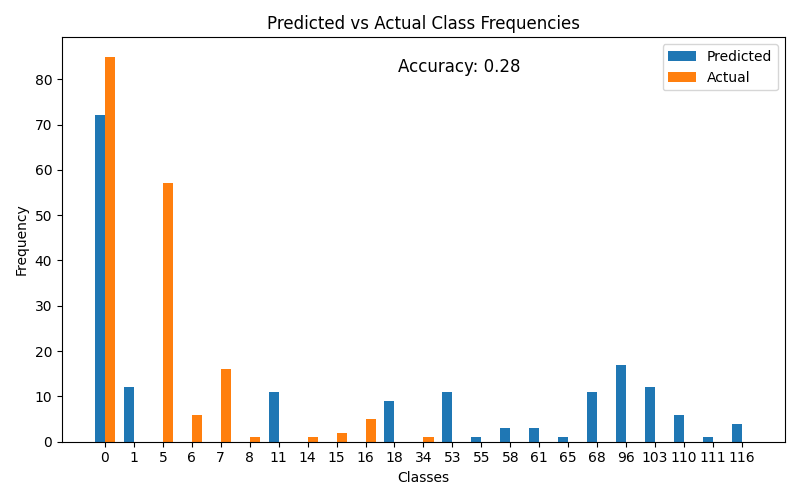 Predicted vs Actual Class Frequencies
Accuracy: 0.28
Predicted
Actual
Frequency
80
70
60
50
40
30
20
10
0
0 1 5 6 7 8 11 14 15 16 18 34 53 55 58 61 65 68 96 103 110 111 116
Classes